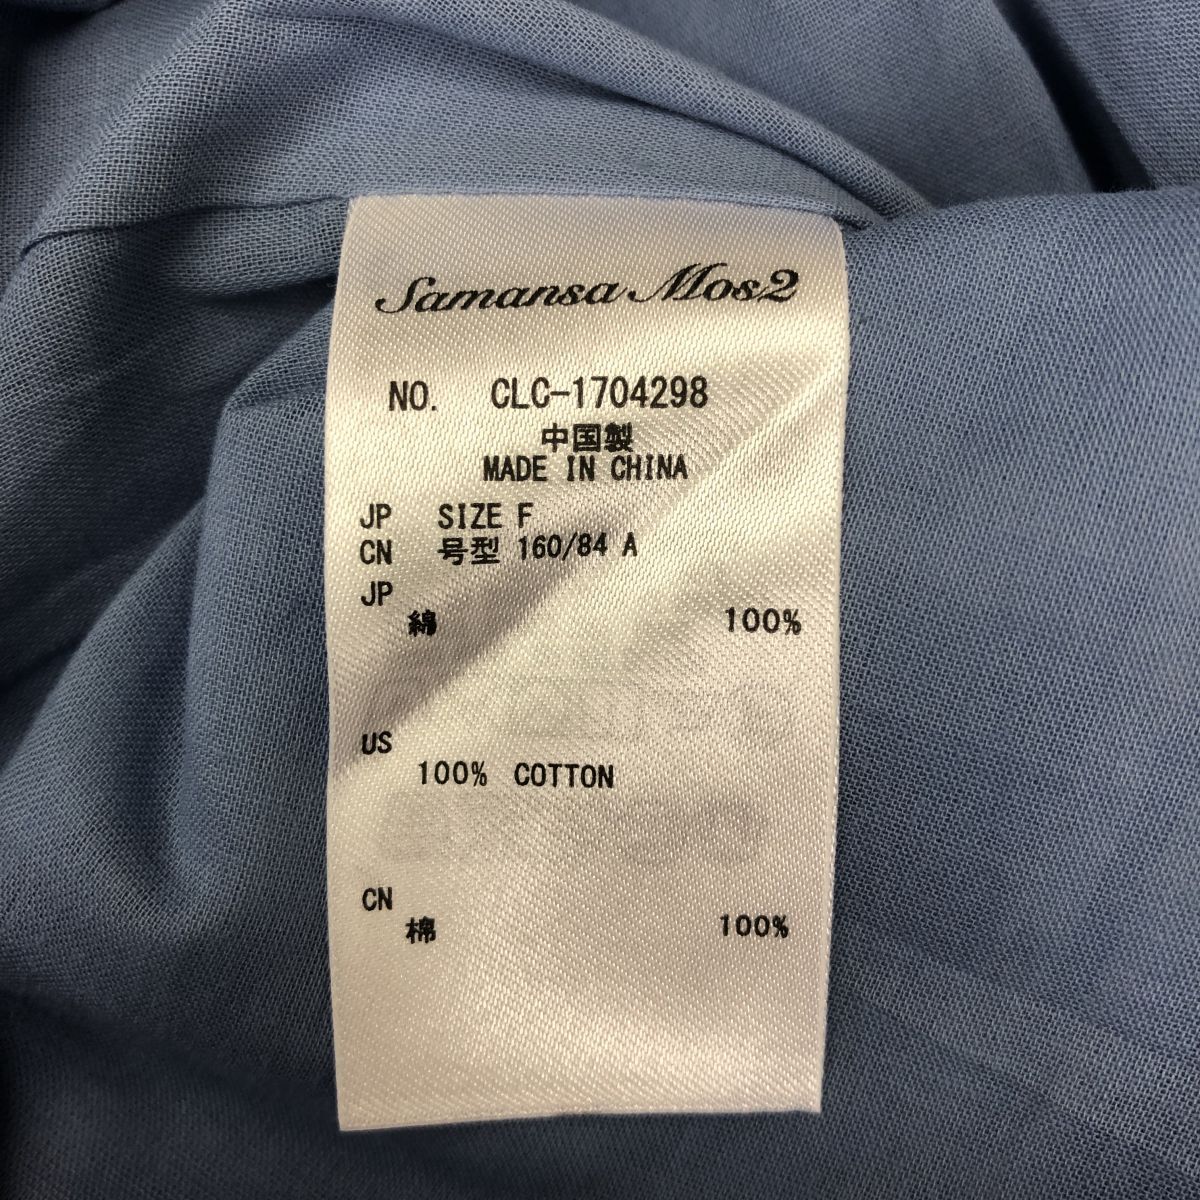 Samansa Mos2
NO. CLC-1704298
中国製
MADE IN CHINA
JP SIZE F
CN 号型 160/84 A
JP
綿 100%
US
100% COTTON
CN
棉 100%